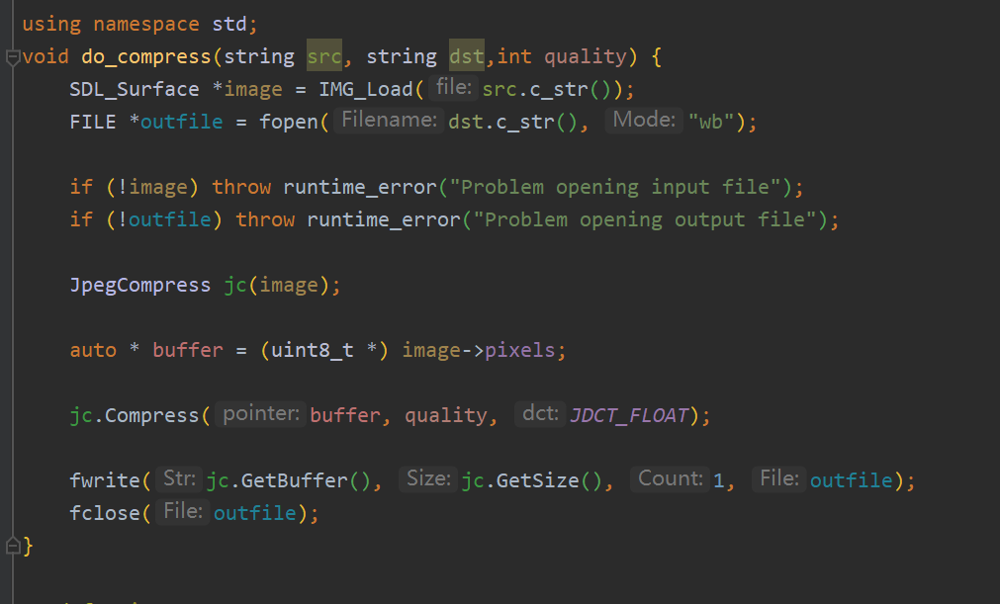 using namespace std;
void do_compress(string src, string dst,int quality) {
SDL_Surface *image = IMG_Load( file: src.c_str());
FILE *outfile = fopen( Filename: dst.c_str(), Mode: "wb");
if (!image) throw runtime_error("Problem opening input file");
if (!outfile) throw runtime_error("Problem opening output file");
JpegCompress jc(image);
auto * buffer = (uint8_t *) image->pixels;
jc.Compress( pointer: buffer, quality, dct: JDCT_FLOAT);
fwrite( Str: jc.GetBuffer(), Size: jc.GetSize(), Count: 1, File: outfile);
fclose( File: outfile);
}